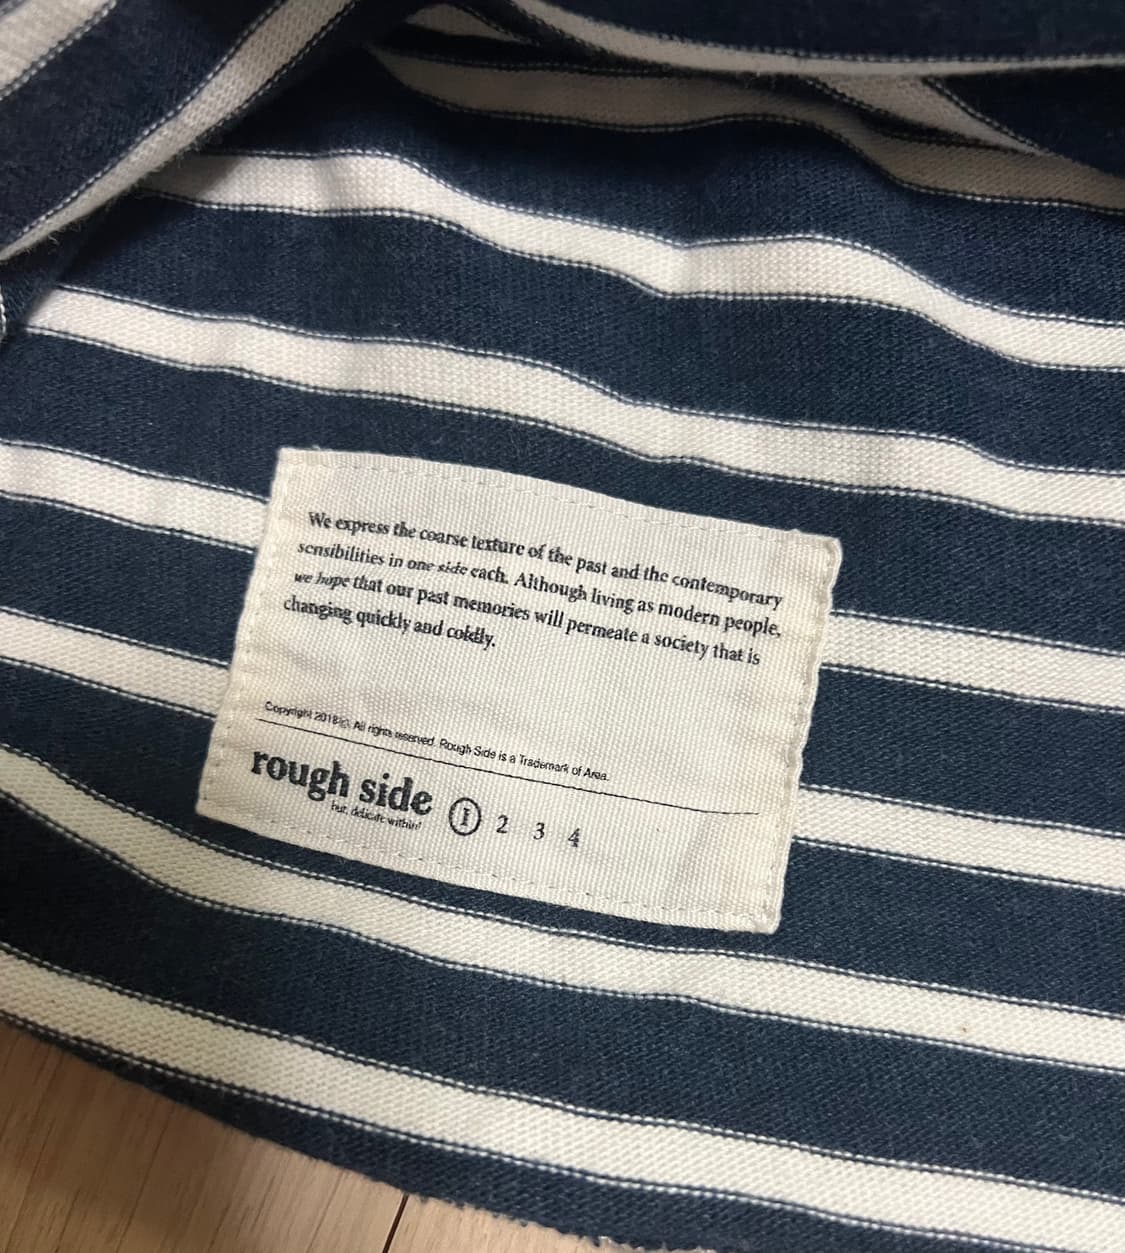 We express the coarse texture of the past and the contemporary
sensibilities in one side each. Although living as modern people,
we hope that our past memories will permeate a society that is
changing quickly and coldly.
Copyright 2018(c). All rights reserved. Rough Side is a Trademark of Area.
rough side
but, delicate within!
1 2 3 4